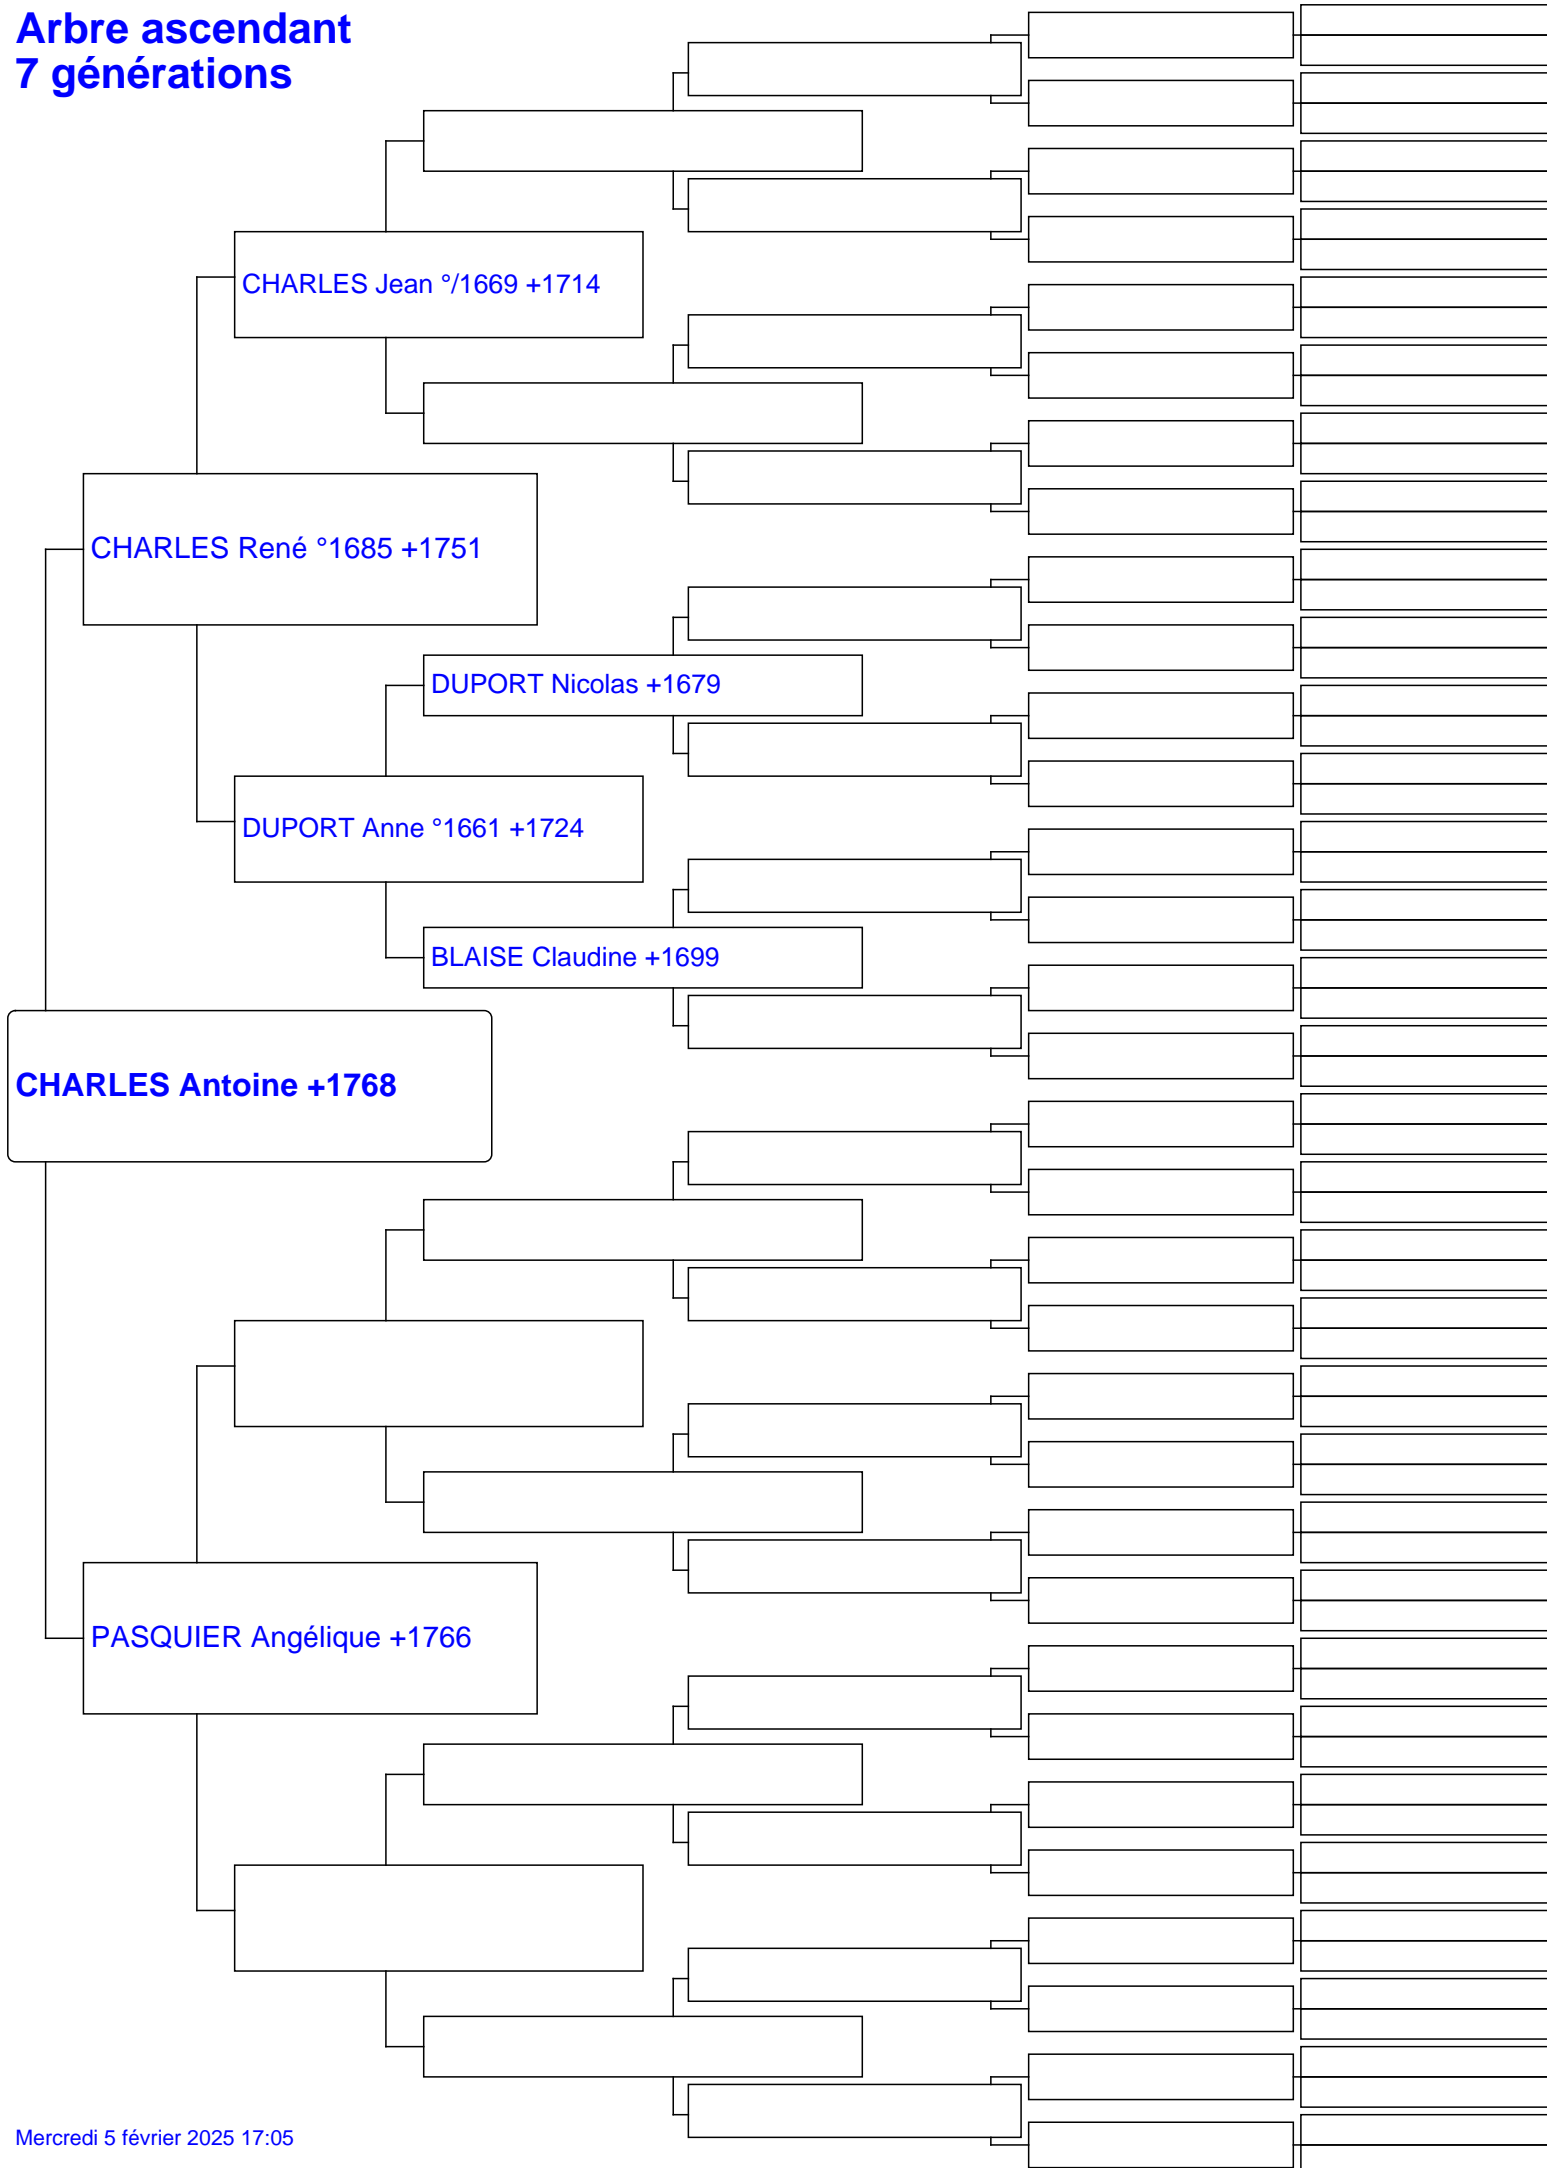 Arbre ascendant
7 générations
CHARLES Jean °/1669 +1714
CHARLES René °1685 +1751
DUPORT Nicolas +1679
DUPORT Anne °1661 +1724
BLAISE Claudine +1699
CHARLES Antoine +1768
PASQUIER Angélique +1766
Mercredi 5 février 2025 17:05